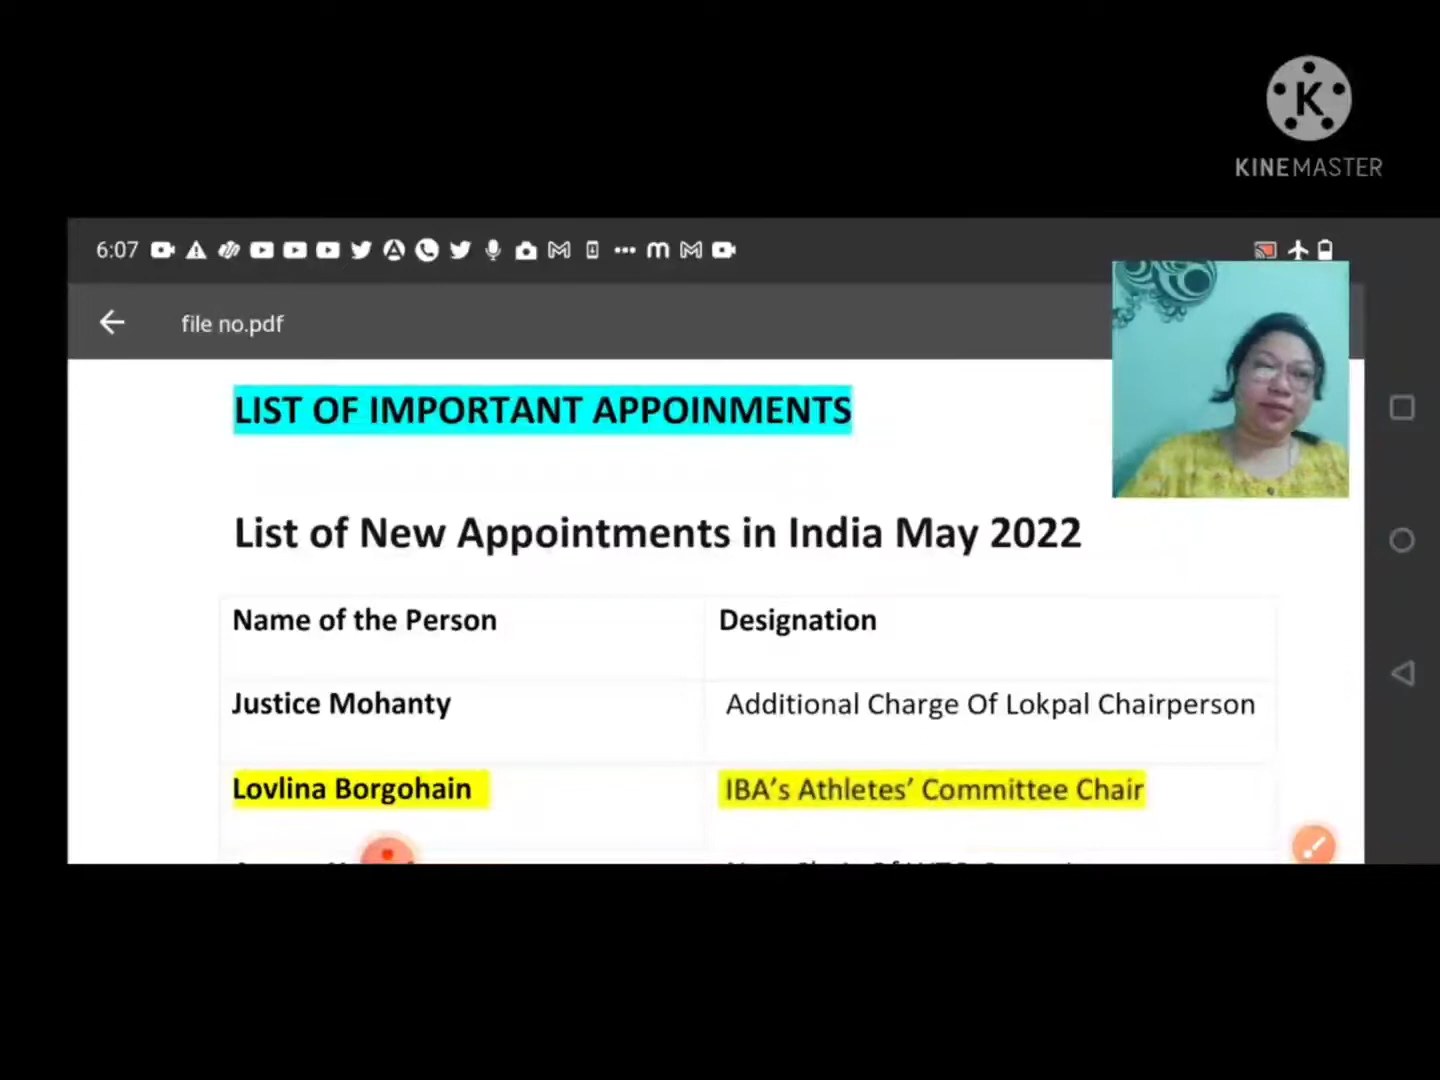 K
KINEMASTER
6:07
file no.pdf
LIST OF IMPORTANT APPOINMENTS
List of New Appointments in India May 2022
Name of the Person Designation
Justice Mohanty Additional Charge Of Lokpal Chairperson
Lovlina Borgohain IBA's Athletes' Committee Chair